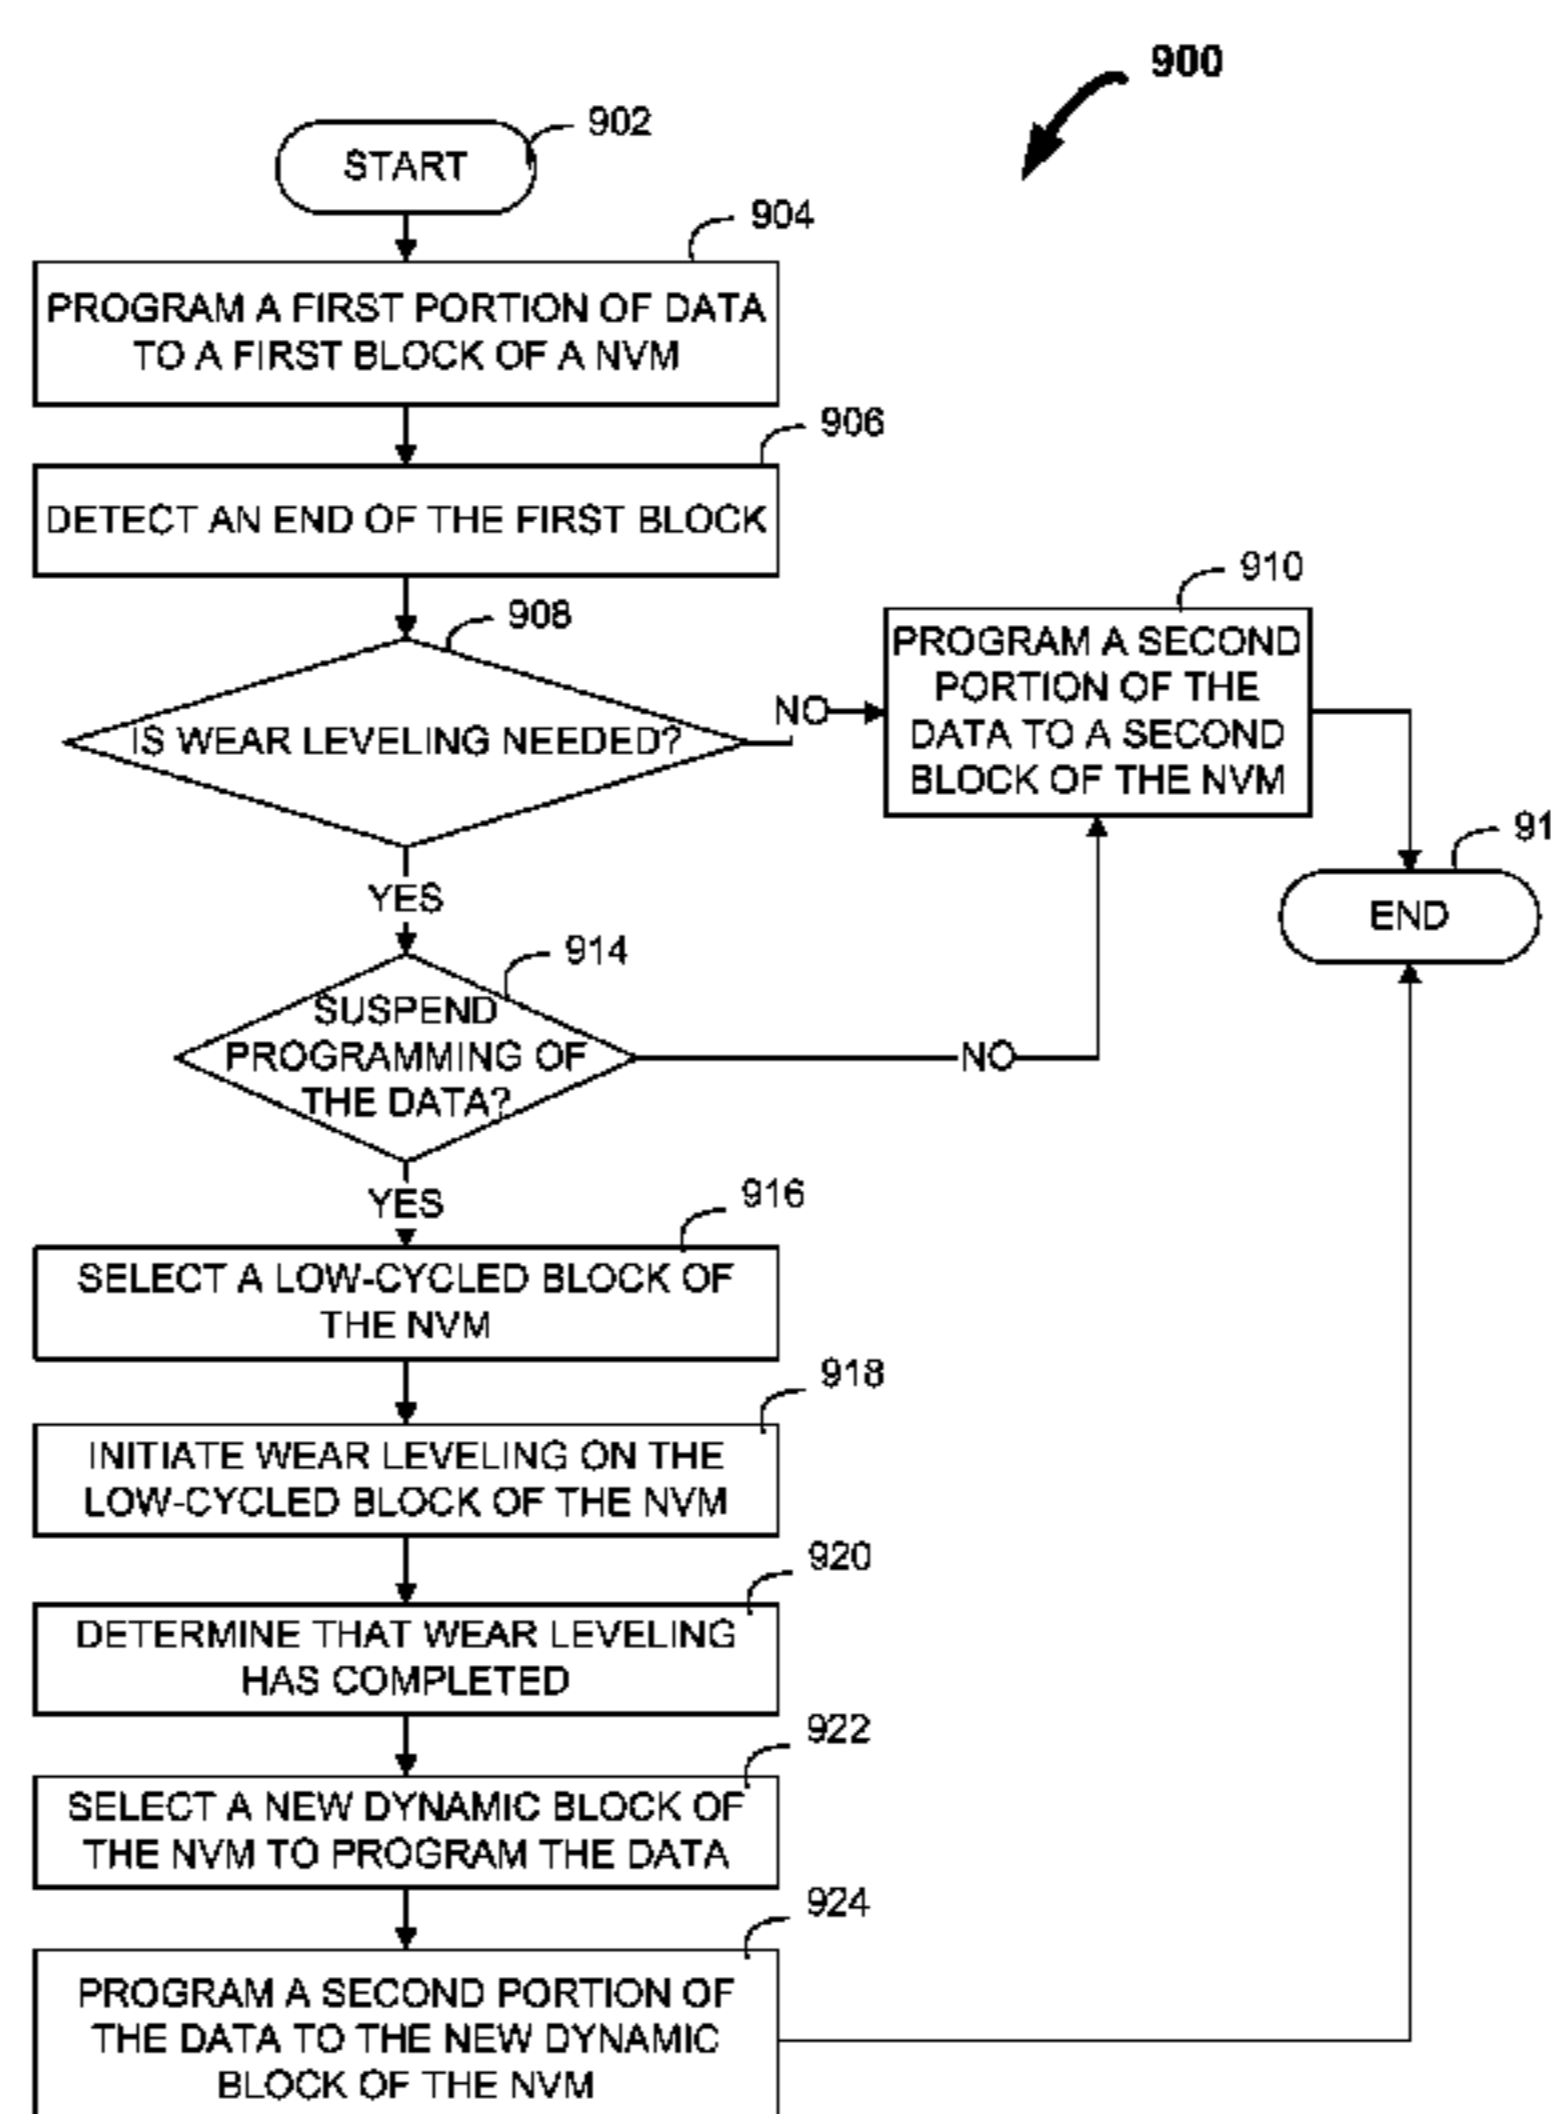 900
902
START
904
PROGRAM A FIRST PORTION OF DATA
TO A FIRST BLOCK OF A NVM
906
DETECT AN END OF THE FIRST BLOCK
908
IS WEAR LEVELING NEEDED?
NO
910
PROGRAM A SECOND
PORTION OF THE
DATA TO A SECOND
BLOCK OF THE NVM
91
END
YES
914
SUSPEND
PROGRAMMING OF
THE DATA?
NO
YES
916
SELECT A LOW-CYCLED BLOCK OF
THE NVM
918
INITIATE WEAR LEVELING ON THE
LOW-CYCLED BLOCK OF THE NVM
920
DETERMINE THAT WEAR LEVELING
HAS COMPLETED
922
SELECT A NEW DYNAMIC BLOCK OF
THE NVM TO PROGRAM THE DATA
924
PROGRAM A SECOND PORTION OF
THE DATA TO THE NEW DYNAMIC
BLOCK OF THE NVM